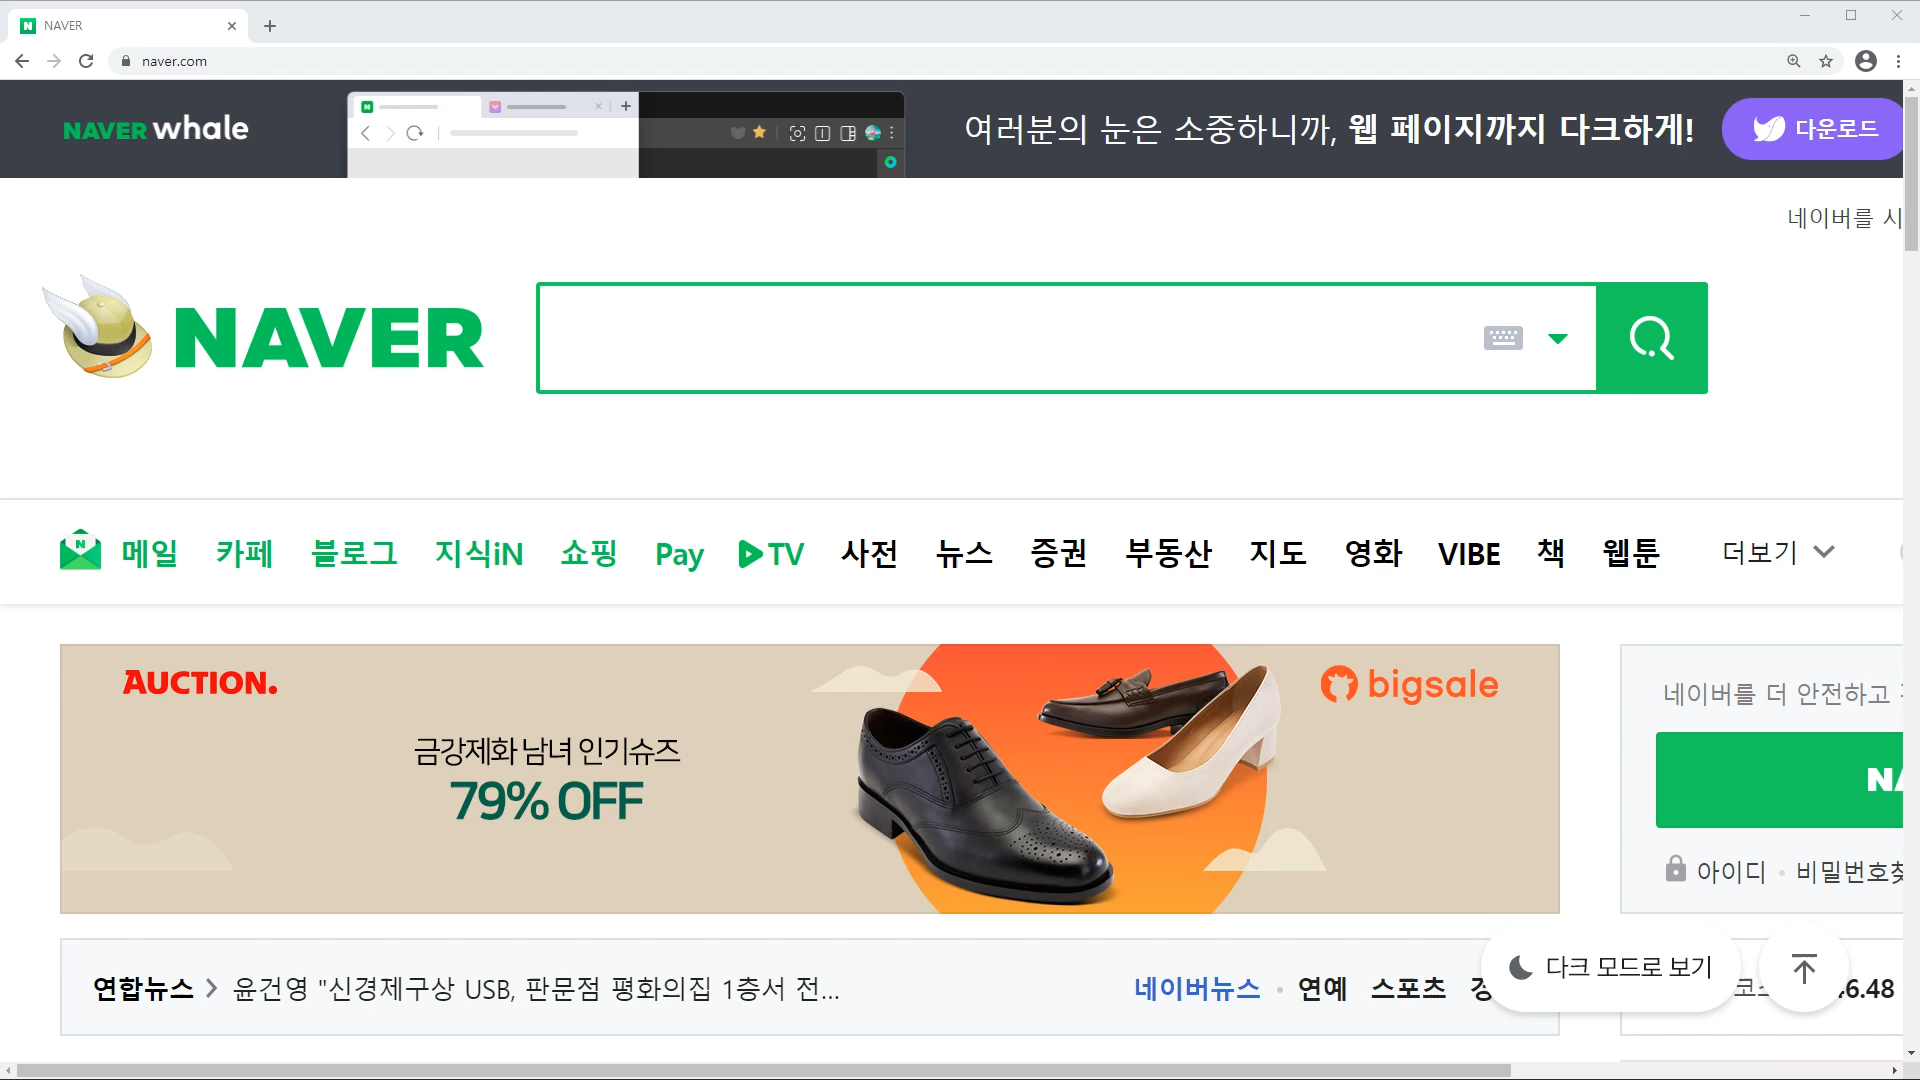 NAVER
naver.com
NAVER whale
여러분의 눈은 소중하니까, 웹 페이지까지 다크하게!
다운로드
네이버를 시
NAVER
메일 카페 블로그 지식iN 쇼핑 Pay TV 사전 뉴스 증권 부동산 지도 영화 VIBE 책 웹툰 더보기
AUCTION.
bigsale
금강제화 남녀 인기슈즈
79% OFF
네이버를 더 안전하고
NA
아이디 · 비밀번호찾
연합뉴스 > 윤건영 "신경제구상 USB, 판문점 평화의집 1층서 전...
네이버뉴스 · 연예 스포츠 경
다크 모드로 보기
6.48